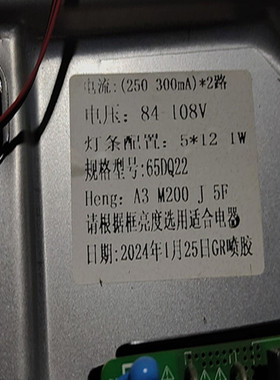 电流:(250 300mA)*2路
电压: 84-108V
灯条配置: 5*12 1W
规格型号:65DQ22
Heng: A3 M200 J 5F
请根据框亮度选用适合电器
日期:2024年1月25日GR喷胶